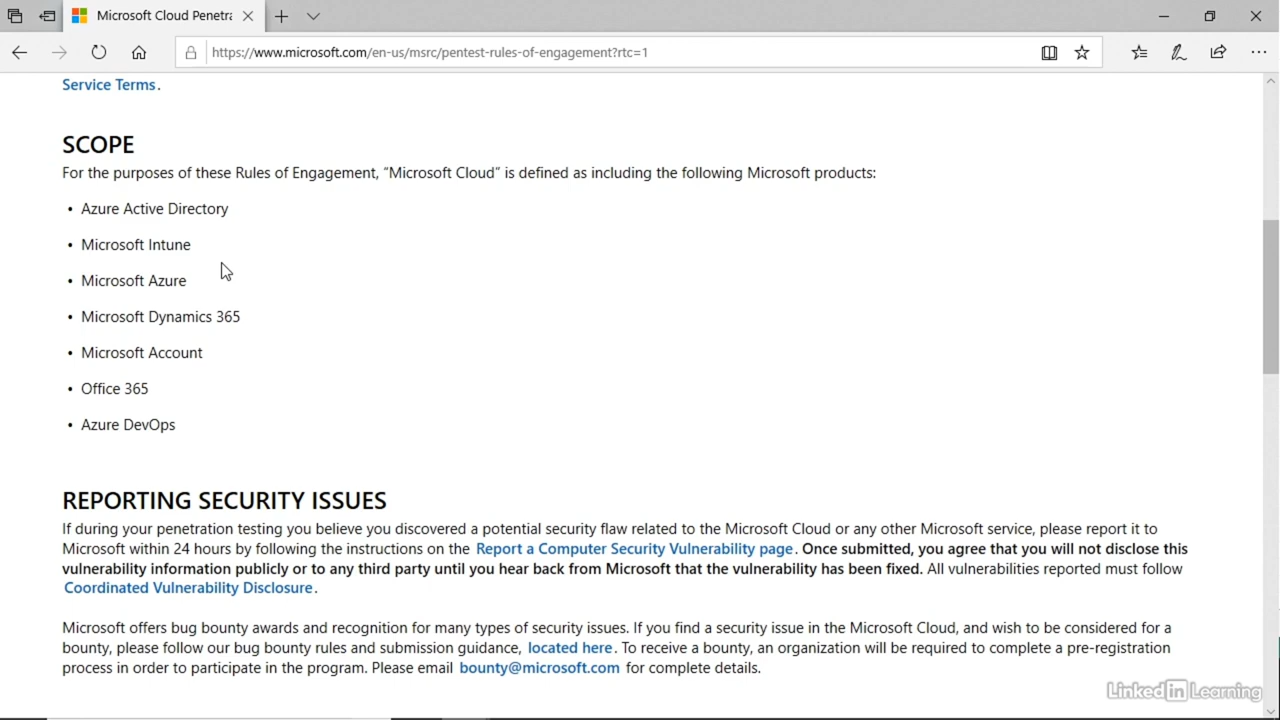 Microsoft Cloud Penetra
https://www.microsoft.com/en-us/msrc/pentest-rules-of-engagement?rtc=1
Service Terms.
SCOPE
For the purposes of these Rules of Engagement, “Microsoft Cloud” is defined as including the following Microsoft products:
• Azure Active Directory
• Microsoft Intune
• Microsoft Azure
• Microsoft Dynamics 365
• Microsoft Account
• Office 365
• Azure DevOps
REPORTING SECURITY ISSUES
If during your penetration testing you believe you discovered a potential security flaw related to the Microsoft Cloud or any other Microsoft service, please report it to
Microsoft within 24 hours by following the instructions on the Report a Computer Security Vulnerability page. Once submitted, you agree that you will not disclose this
vulnerability information publicly or to any third party until you hear back from Microsoft that the vulnerability has been fixed. All vulnerabilities reported must follow
Coordinated Vulnerability Disclosure.
Microsoft offers bug bounty awards and recognition for many types of security issues. If you find a security issue in the Microsoft Cloud, and wish to be considered for a
bounty, please follow our bug bounty rules and submission guidance, located here. To receive a bounty, an organization will be required to complete a pre-registration
process in order to participate in the program. Please email bounty@microsoft.com for complete details.
Linked in Learning